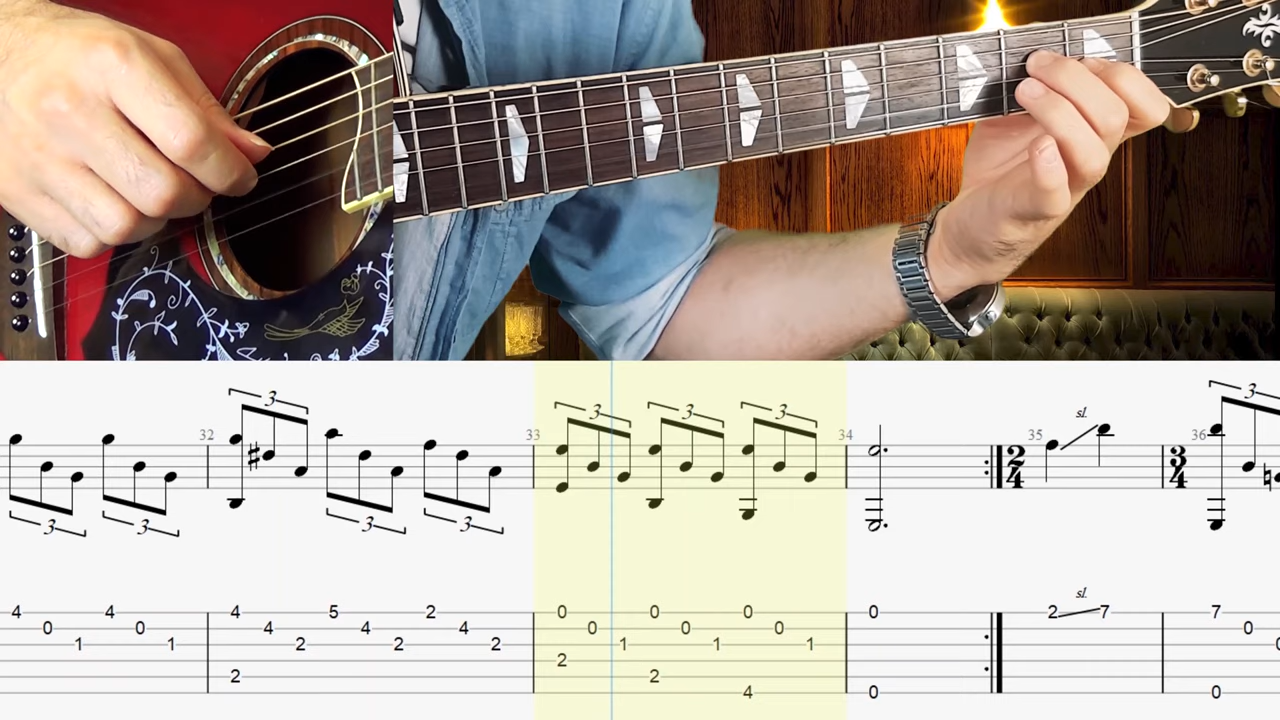 3 3 3 3 3 sl. 3
3 3 3 3
32 33 34 35 36
2 4 3 4
sl.
4 4 4 5 2 0 0 0 0 2 7 7
0 0 4 4 4 0 0 0 0
1 1 2 2 2 1 1 1 0
2
2 2
4 0 0